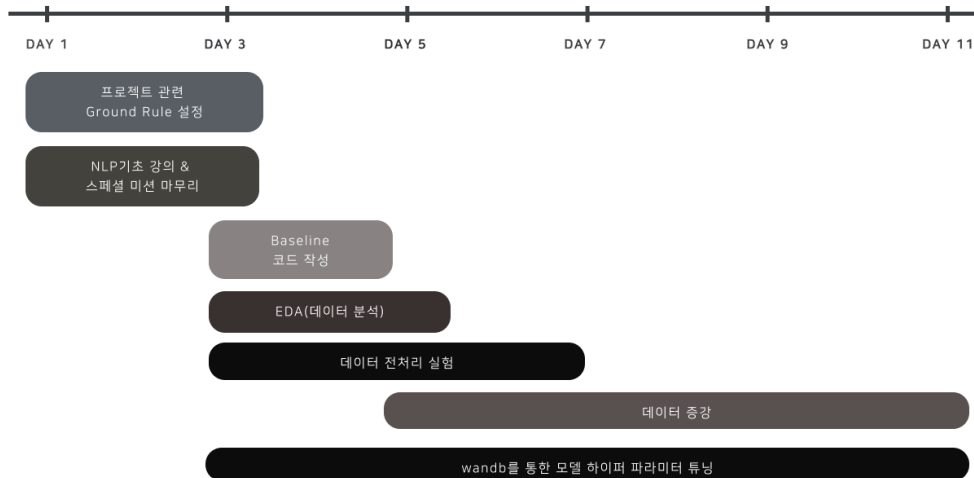 DAY 1
DAY 3
DAY 5
DAY 7
DAY 9
DAY 11
프로젝트 관련
Ground Rule 설정
NLP기초 강의 &
스페셜 미션 마무리
Baseline
코드 작성
EDA(데이터 분석)
데이터 전처리 실험
데이터 증강
wandb를 통한 모델 하이퍼 파라미터 튜닝